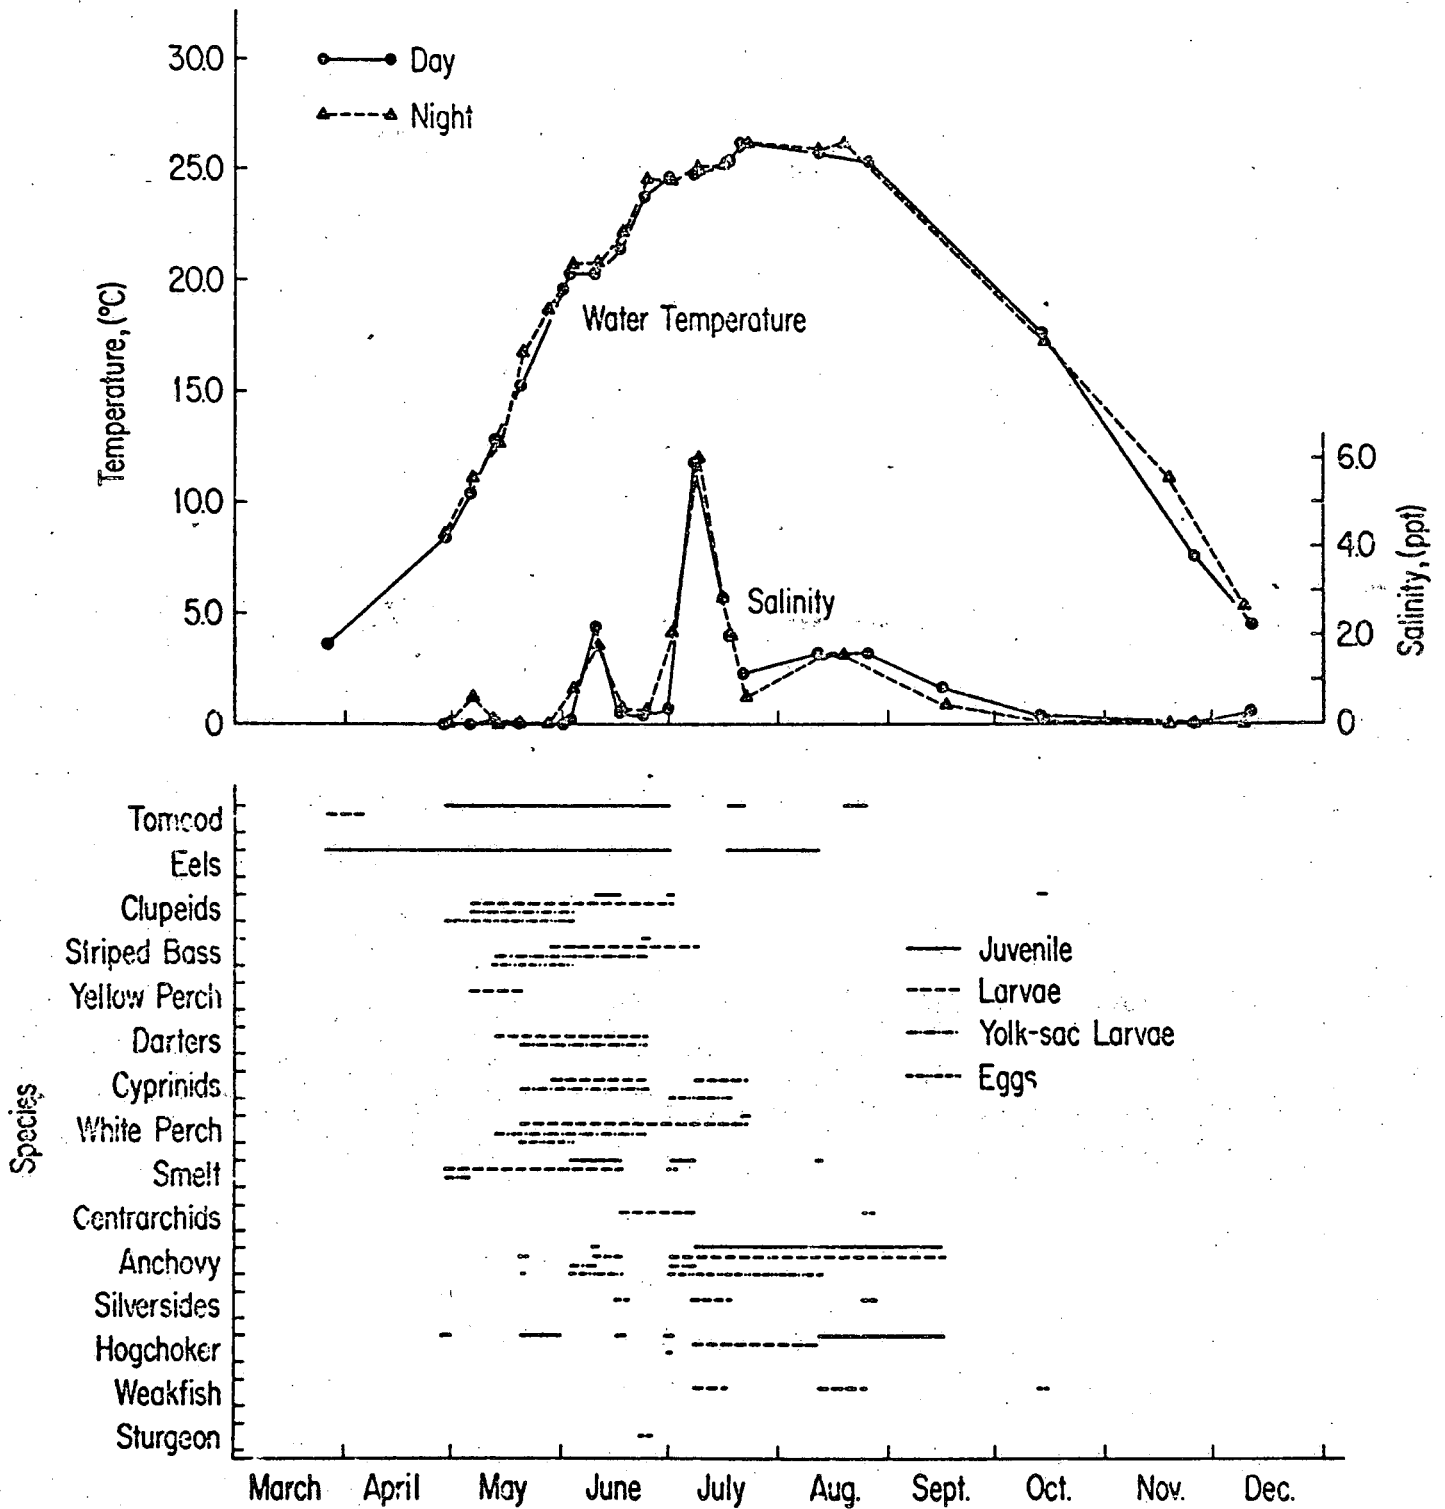 30.0
Day
Night
25.0
20.0
Water Temperature
Temperature, (°C)
15.0
10.0
6.0
4.0
Salinity, (ppt)
5.0
Salinity
2.0
0
0
Tomcod
Eels
Clupeids
Striped Bass
Juvenile
Yellow Perch
Larvae
Darters
Yolk-sac Larvae
Cyprinids
Eggs
Species
White Perch
Smelt
Centrarchids
Anchovy
Silversides
Hogchoker
Weakfish
Sturgeon
March April May June July Aug. Sept. Oct. Nov. Dec.